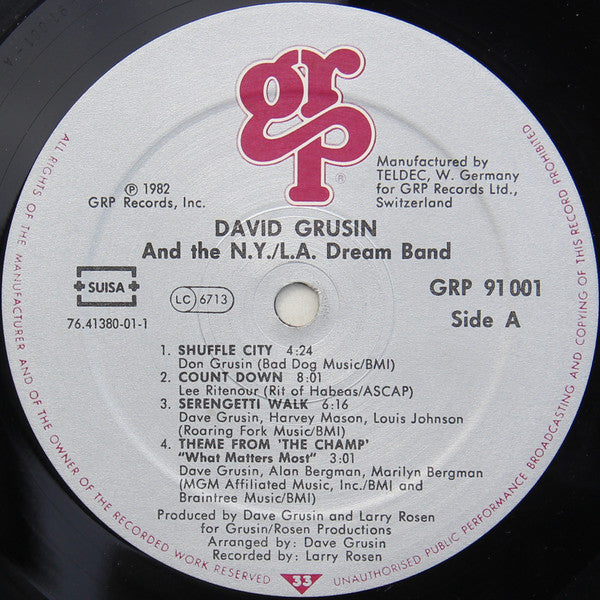 grp
®
℗ 1982
GRP Records, Inc.
Manufactured by
TELDEC, W. Germany
for GRP Records Ltd.,
Switzerland
DAVID GRUSIN
And the N.Y./L.A. Dream Band
SUISA
LC 6713
GRP 91 001
76.41380-01-1
Side A
1. SHUFFLE CITY 4:24
Don Grusin (Bad Dog Music/BMI)
2. COUNT DOWN 8:01
Lee Ritenour (Rit of Habeas/ASCAP)
3. SERENGETTI WALK 6:16
Dave Grusin, Harvey Mason, Louis Johnson
(Roaring Fork Music/BMI)
4. THEME FROM 'THE CHAMP'
"What Matters Most" 3:01
Dave Grusin, Alan Bergman, Marilyn Bergman
(MGM Affiliated Music, Inc./BMI and
Braintree Music/BMI)
Produced by Dave Grusin and Larry Rosen
for Grusin/Rosen Productions
Arranged by: Dave Grusin
Recorded by: Larry Rosen
33
ALL RIGHTS OF THE MANUFACTURER AND OF THE OWNER OF THE RECORDED WORK RESERVED
UNAUTHORISED PUBLIC PERFORMANCE BROADCASTING AND COPYING OF THIS RECORD PROHIBITED